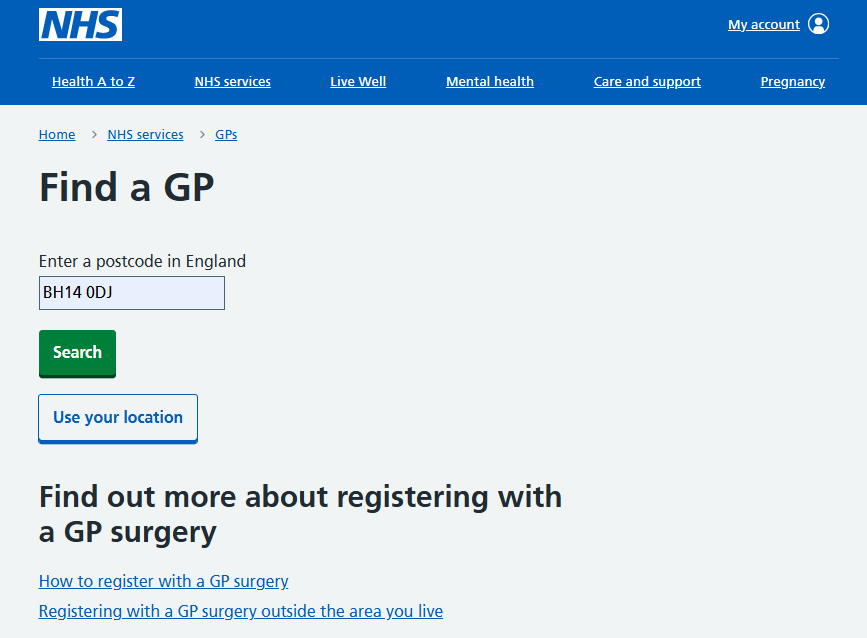 NHS
My account
Health A to Z
NHS services
Live Well
Mental health
Care and support
Pregnancy
Home
NHS services
GPs
Find a GP
Enter a postcode in England
BH14 0DJ
Search
Use your location
Find out more about registering with
a GP surgery
How to register with a GP surgery
Registering with a GP surgery outside the area you live